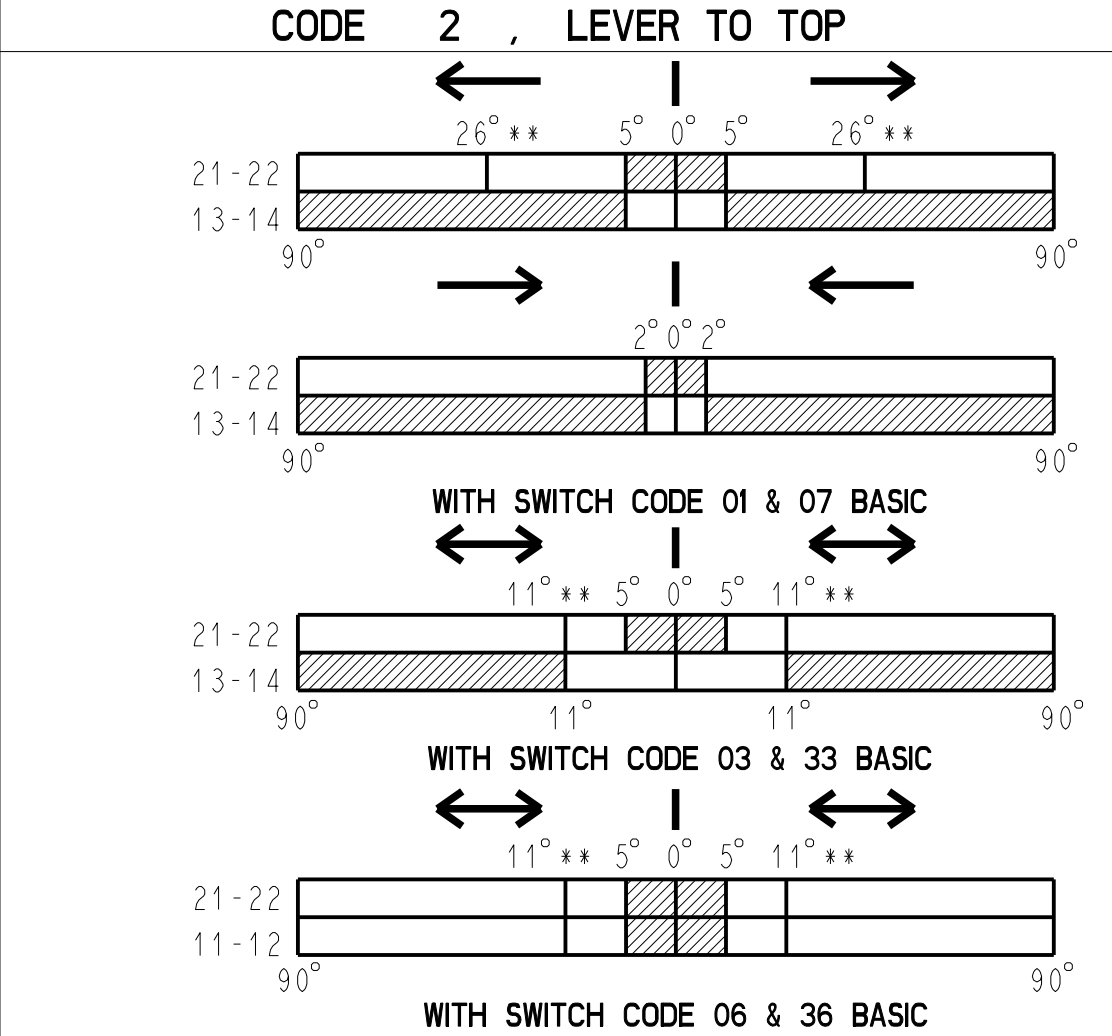 CODE 2 , LEVER TO TOP
26° ** 5° 0° 5° 26° **
21-22
13-14
90° 90°
2° 0° 2°
21-22
13-14
90° 90°
WITH SWITCH CODE 01 & 07 BASIC
11° ** 5° 0° 5° 11° **
21-22
13-14
90° 11° 11° 90°
WITH SWITCH CODE 03 & 33 BASIC
11° ** 5° 0° 5° 11° **
21-22
11-12
90° 90°
WITH SWITCH CODE 06 & 36 BASIC